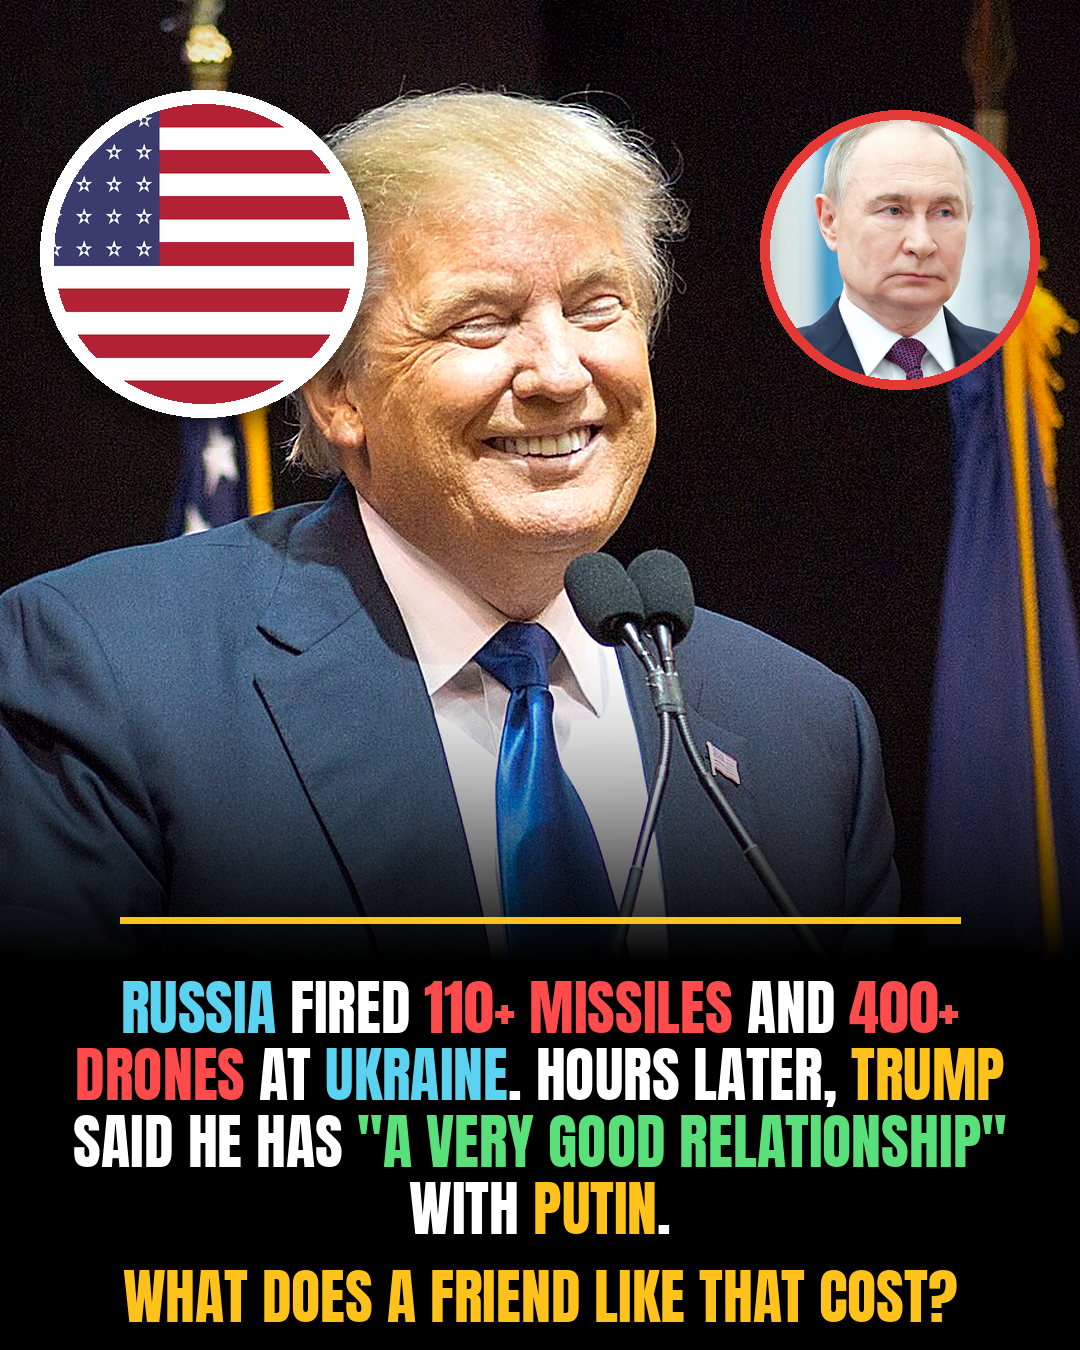 RUSSIA FIRED 110+ MISSILES AND 400+
DRONES AT UKRAINE. HOURS LATER, TRUMP
SAID HE HAS "A VERY GOOD RELATIONSHIP"
WITH PUTIN.
WHAT DOES A FRIEND LIKE THAT COST?